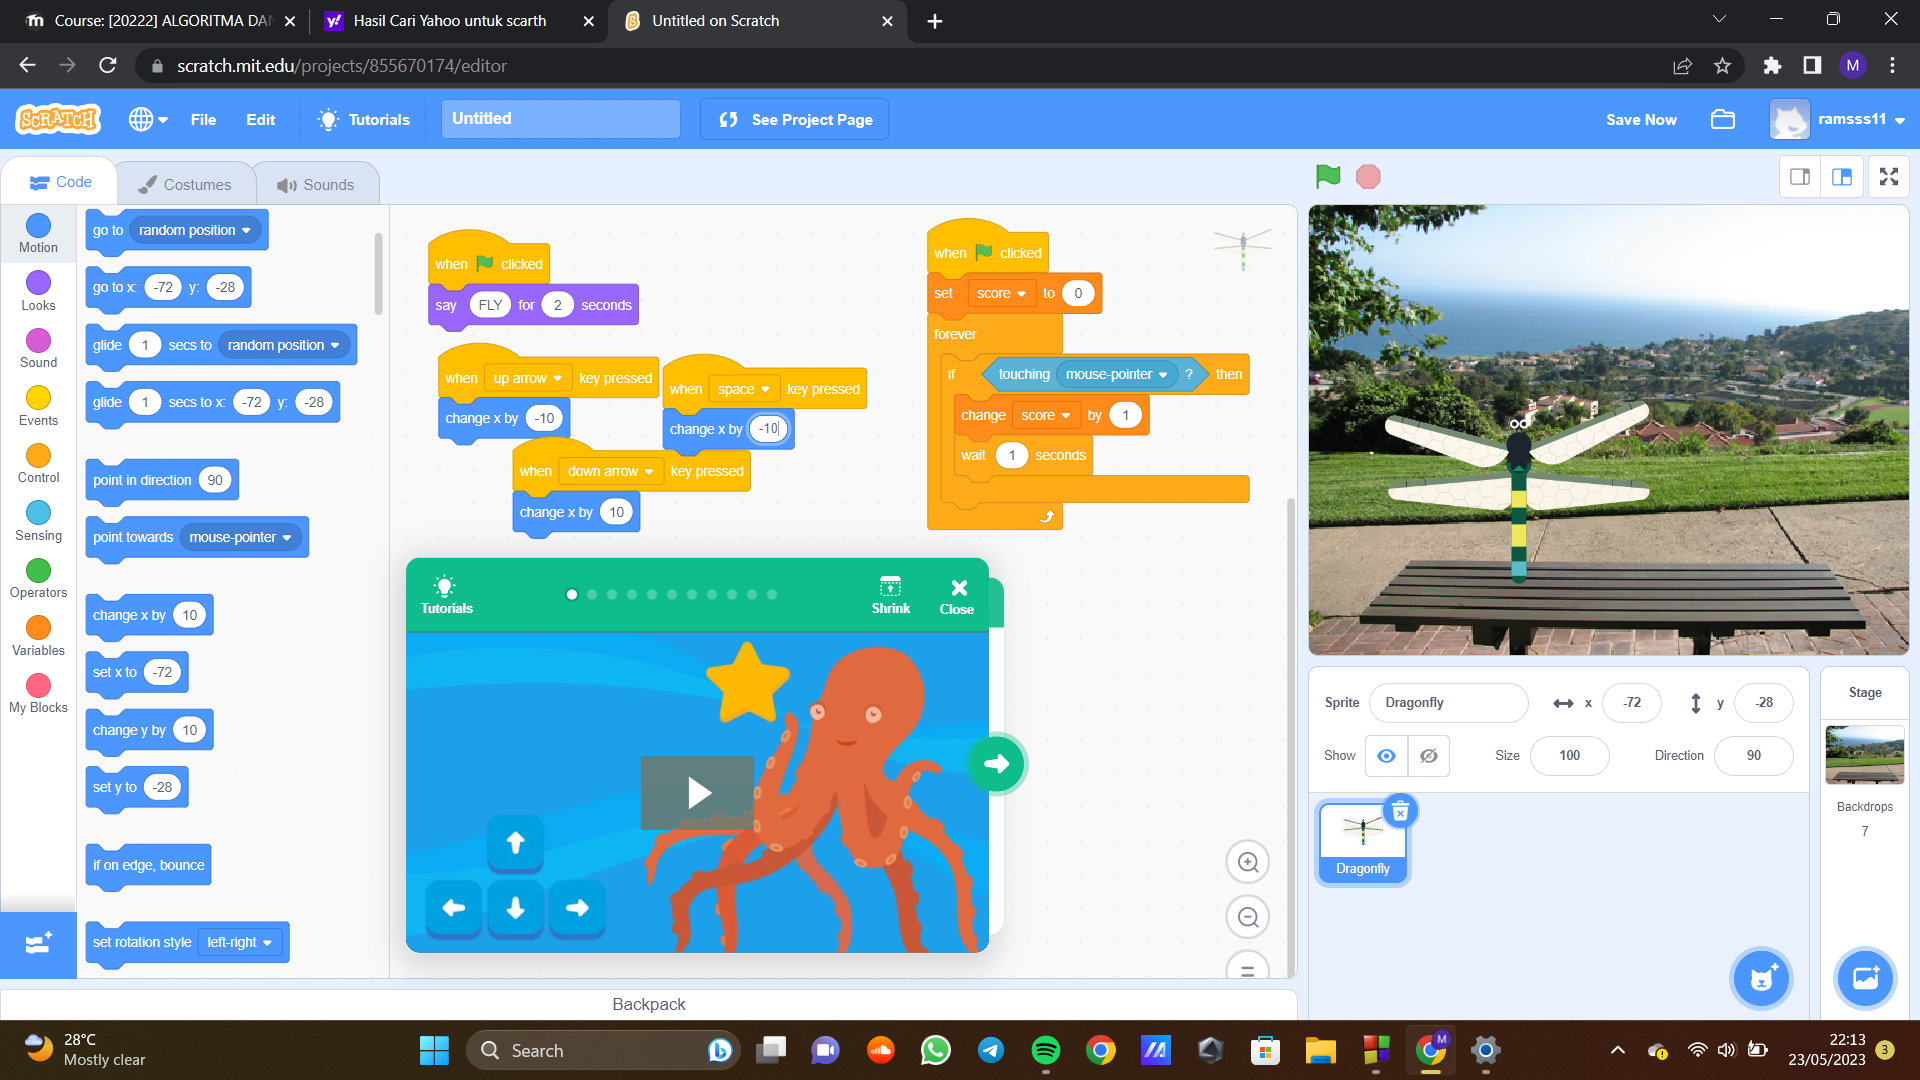 Course: [20222] ALGORITMA DAN
Hasil Cari Yahoo untuk scarth
Untitled on Scratch
scratch.mit.edu/projects/855670174/editor
M
SCRATCH
File
Edit
Tutorials
Untitled
See Project Page
Save Now
ramsss11
Code
Costumes
Sounds
Motion
Looks
Sound
Events
Control
Sensing
Operators
Variables
My Blocks
go to random position
go to x: -72 y: -28
glide 1 secs to random position
glide 1 secs to x: -72 y: -28
point in direction 90
point towards mouse-pointer
change x by 10
set x to -72
change y by 10
set y to -28
if on edge, bounce
set rotation style left-right
when clicked
say FLY for 2 seconds
when up arrow key pressed
change x by -10
when space key pressed
change x by -10
when down arrow key pressed
change x by 10
when clicked
set score to 0
forever
if touching mouse-pointer ? then
change score by 1
wait 1 seconds
Tutorials
Shrink
Close
Backpack
Sprite Dragonfly x -72 y -28
Show Size 100 Direction 90
Dragonfly
Stage
Backdrops
7
28°C
Mostly clear
Search
M
22:13
23/05/2023
3